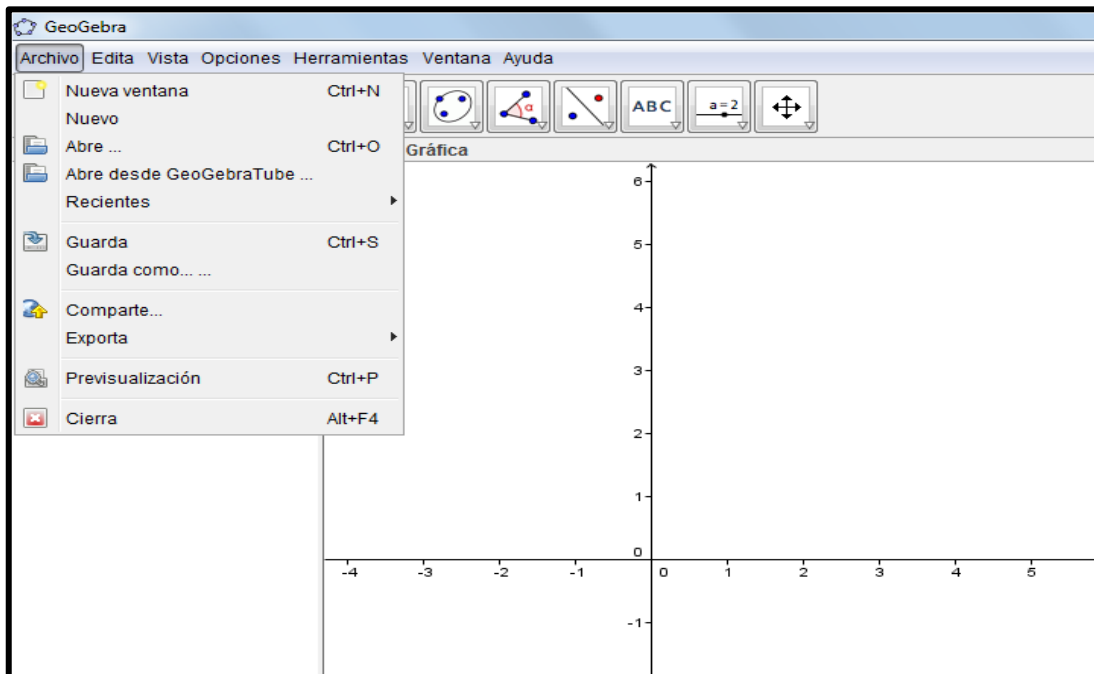 GeoGebra
Archivo Edita Vista Opciones Herramientas Ventana Ayuda
Nueva ventana Ctrl+N
Nuevo
Abre ... Ctrl+O
Abre desde GeoGebraTube ...
Recientes
Guarda Ctrl+S
Guarda como... ...
Comparte...
Exporta
Previsualización Ctrl+P
Cierra Alt+F4
α ABC a=2
Gráfica
6
5
4
3
2
1
0
-4 -3 -2 -1 0 1 2 3 4 5
-1